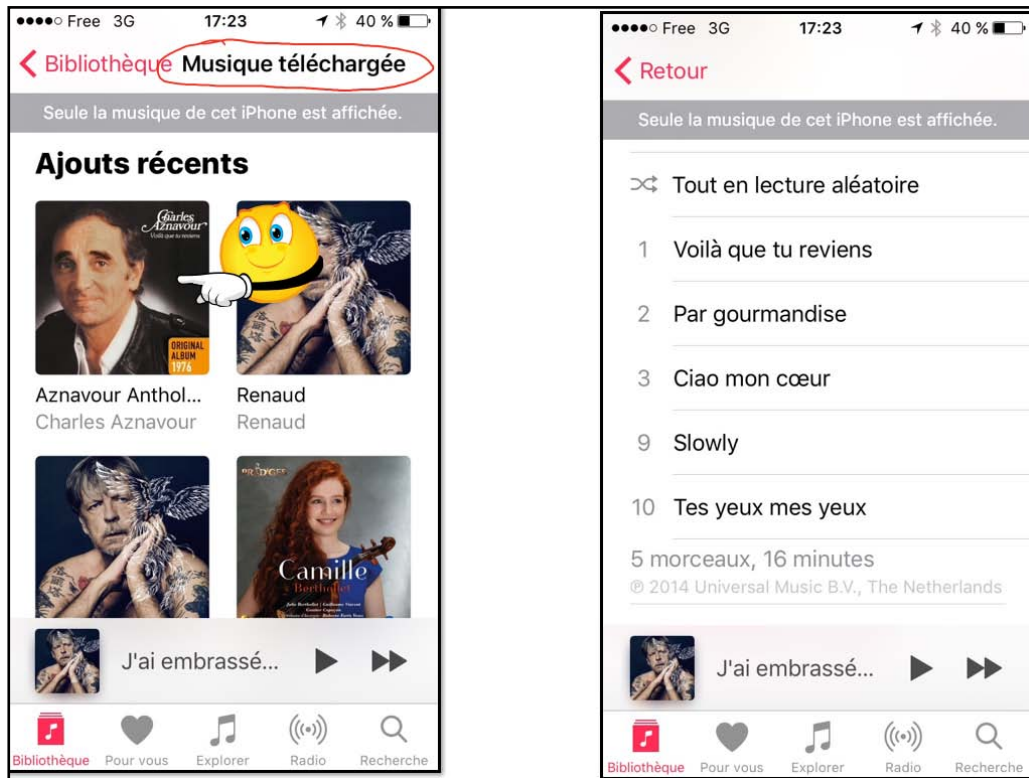 Free 3G 17:23 40 %
Bibliothèque Musique téléchargée
Seule la musique de cet iPhone est affichée.
Ajouts récents
Charles Aznavour
Voilà que tu reviens
ORIGINAL
ALBUM
1976
Aznavour Anthol...
Charles Aznavour
Renaud
Renaud
Camille
Berthollet
J'ai embrassé...
Bibliothèque Pour vous Explorer Radio Recherche
Free 3G 17:23 40 %
Retour
Seule la musique de cet iPhone est affichée.
Tout en lecture aléatoire
1 Voilà que tu reviens
2 Par gourmandise
3 Ciao mon cœur
9 Slowly
10 Tes yeux mes yeux
5 morceaux, 16 minutes
℗ 2014 Universal Music B.V., The Netherlands
J'ai embrassé...
Bibliothèque Pour vous Explorer Radio Recherche